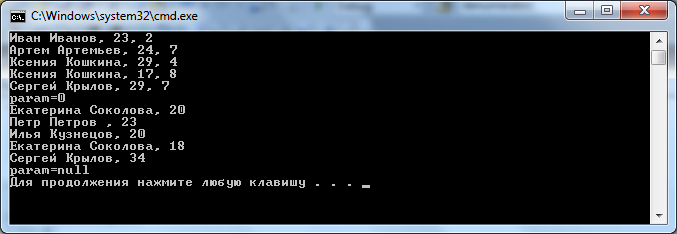 C:\Windows\system32\cmd.exe
Иван Иванов, 23, 2
Артем Артемьев, 24, 7
Ксения Кошкина, 29, 4
Ксения Кошкина, 17, 8
Сергей Крылов, 29, 7
param=0
Екатерина Соколова, 20
Петр Петров , 23
Илья Кузнецов, 20
Екатерина Соколова, 18
Сергей Крылов, 34
param=null
Для продолжения нажмите любую клавишу . . . _